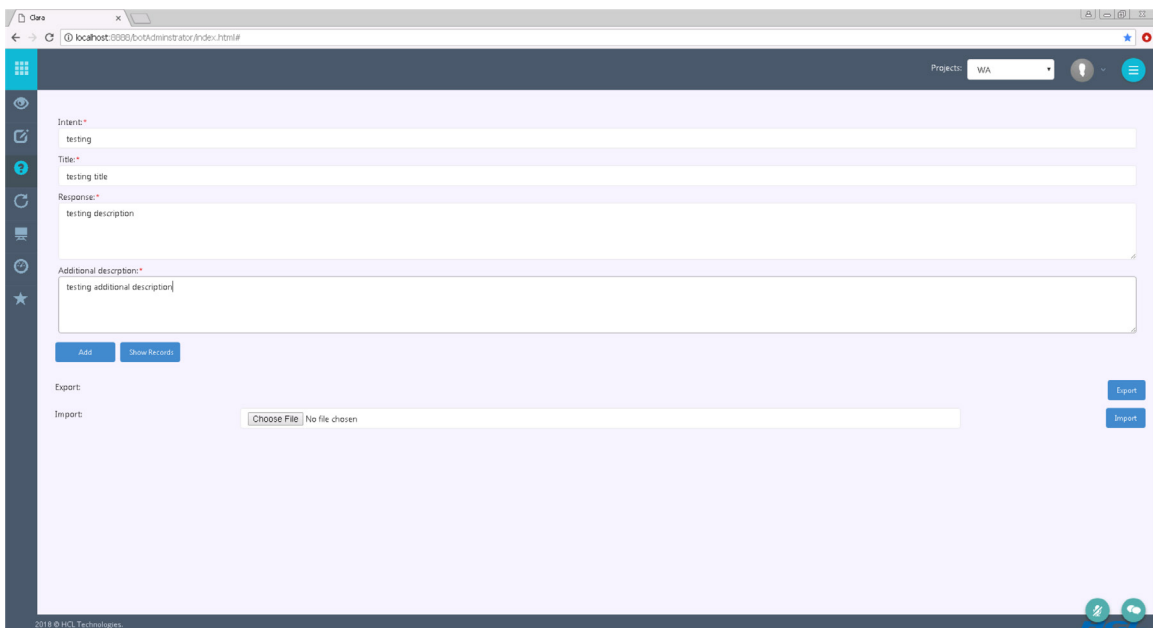 Clara
localhost:8888/botAdminstrator/index.html#
Projects: WA
Intent:*
testing
Title:*
testing title
Response:*
testing description
Additional descrption:*
testing additional description
Add Show Records
Export: Export
Import: Choose File No file chosen Import
2018 © HCL Technologies.